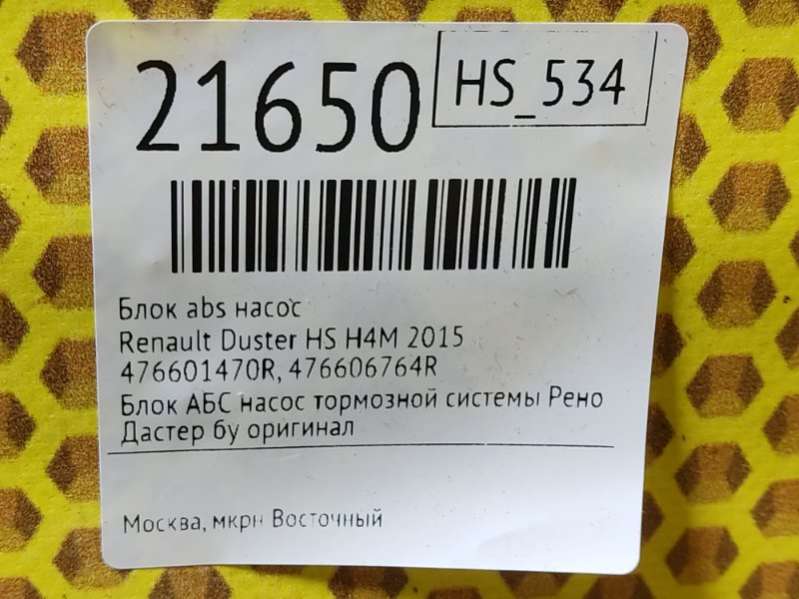 21650
HS_534
Блок abs насос
Renault Duster HS H4M 2015
476601470R, 476606764R
Блок АБС насос тормозной системы Рено
Дастер бу оригинал
Москва, мкрн Восточный